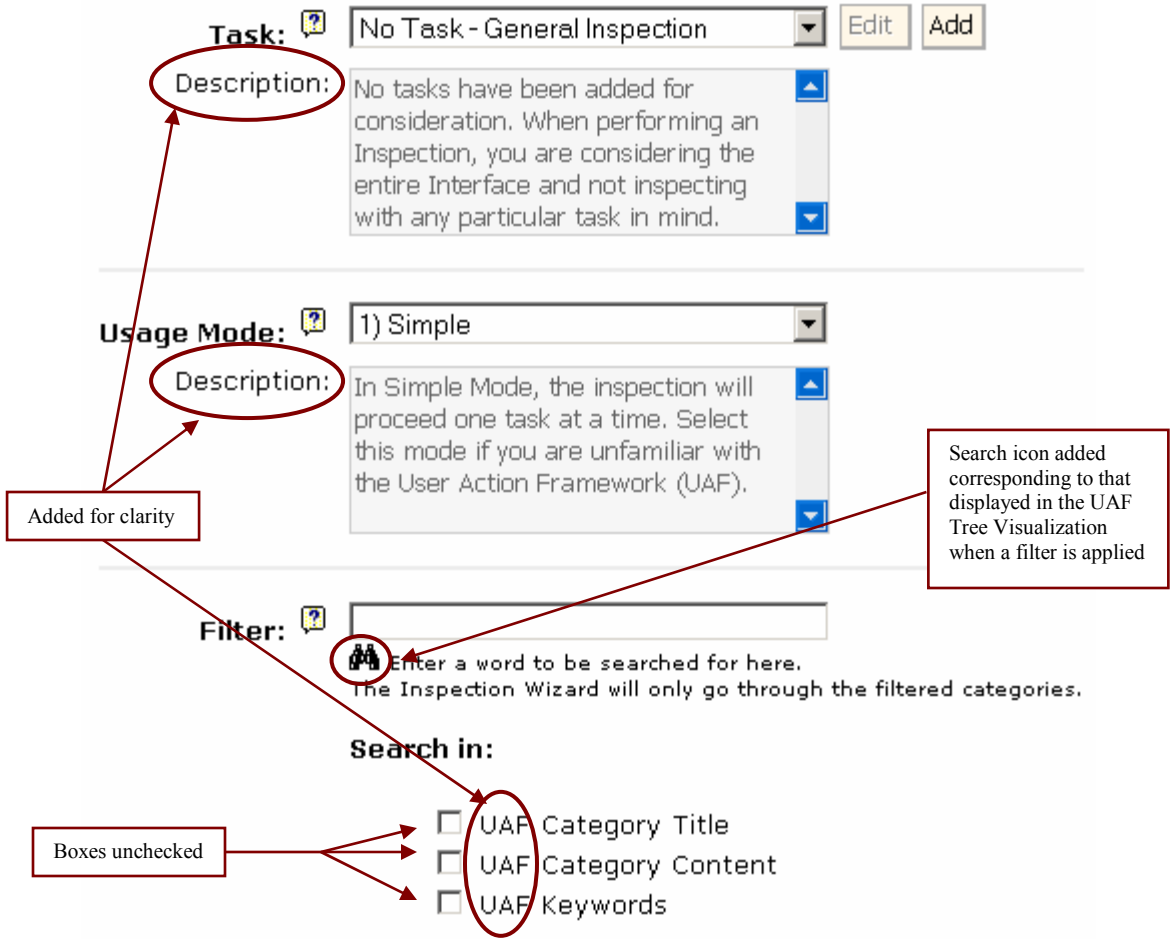 Task: ? No Task - General Inspection Edit Add
Description: No tasks have been added for
consideration. When performing an
Inspection, you are considering the
entire Interface and not inspecting
with any particular task in mind.
Usage Mode: ? 1) Simple
Description: In Simple Mode, the inspection will
proceed one task at a time. Select
this mode if you are unfamiliar with
the User Action Framework (UAF).
Added for clarity
Search icon added
corresponding to that
displayed in the UAF
Tree Visualization
when a filter is applied
Filter: ?
Enter a word to be searched for here.
The Inspection Wizard will only go through the filtered categories.
Search in:
UAF Category Title
Boxes unchecked
UAF Category Content
UAF Keywords